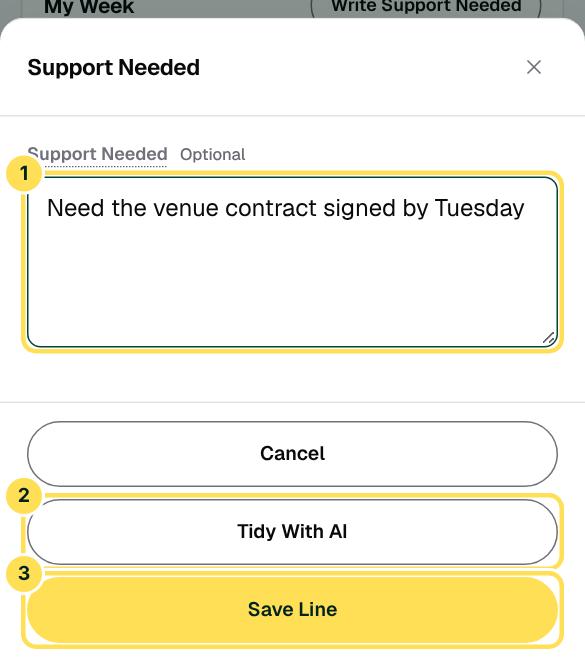 My Week
Write Support Needed
Support Needed
Support Needed Optional
1
Need the venue contract signed by Tuesday
Cancel
2
Tidy With AI
3
Save Line